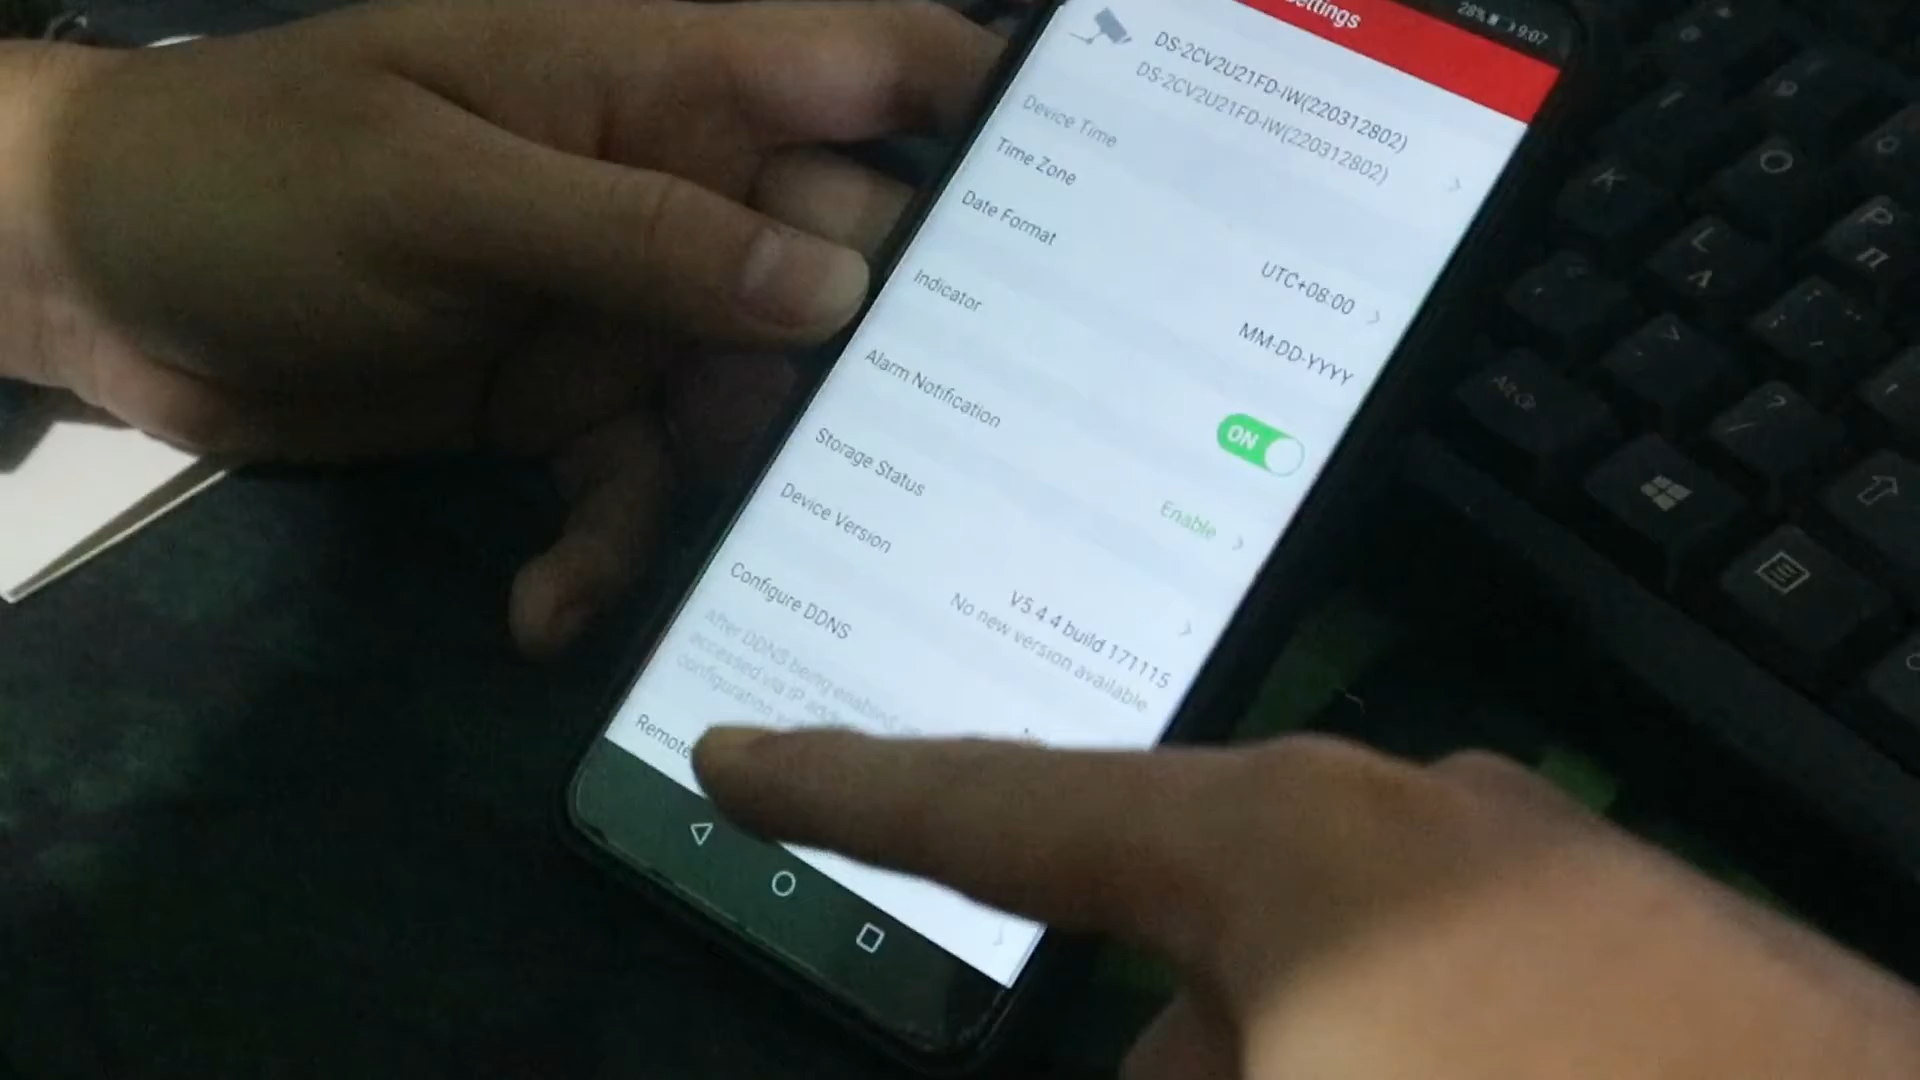 28% 9:07
Settings
DS-2CV2U21FD-IW(220312802)
DS-2CV2U21FD-IW(220312802)
Device Time
Time Zone
UTC+08:00
Date Format
MM-DD-YYYY
Indicator
ON
Alarm Notification
Enable
Storage Status
Device Version
V5.4.4 build 171115
No new version available
Configure DDNS
After DDNS being enabling
accessed via IP
configuration
Remote
K
O
P
П
L
Λ
?
/
AltGr